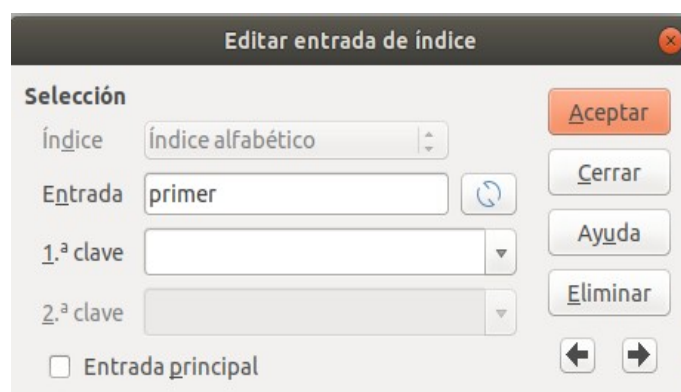 Editar entrada de índice
Selección
Índice Índice alfabético
Entrada primer
1.ª clave
2.ª clave
Entrada principal
Aceptar
Cerrar
Ayuda
Eliminar